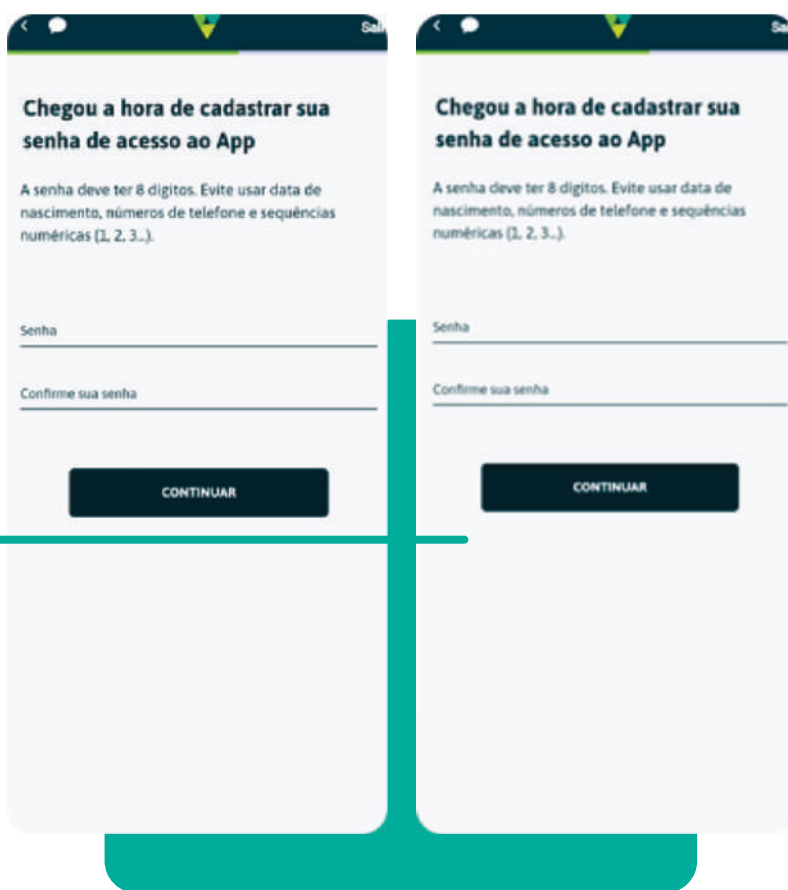 Chegou a hora de cadastrar sua
senha de acesso ao App
A senha deve ter 8 digitos. Evite usar data de
nascimento, números de telefone e sequências
numéricas (1, 2, 3...).
Senha
Confirme sua senha
CONTINUAR
Chegou a hora de cadastrar sua
senha de acesso ao App
A senha deve ter 8 digitos. Evite usar data de
nascimento, números de telefone e sequências
numéricas (1, 2, 3...).
Senha
Confirme sua senha
CONTINUAR